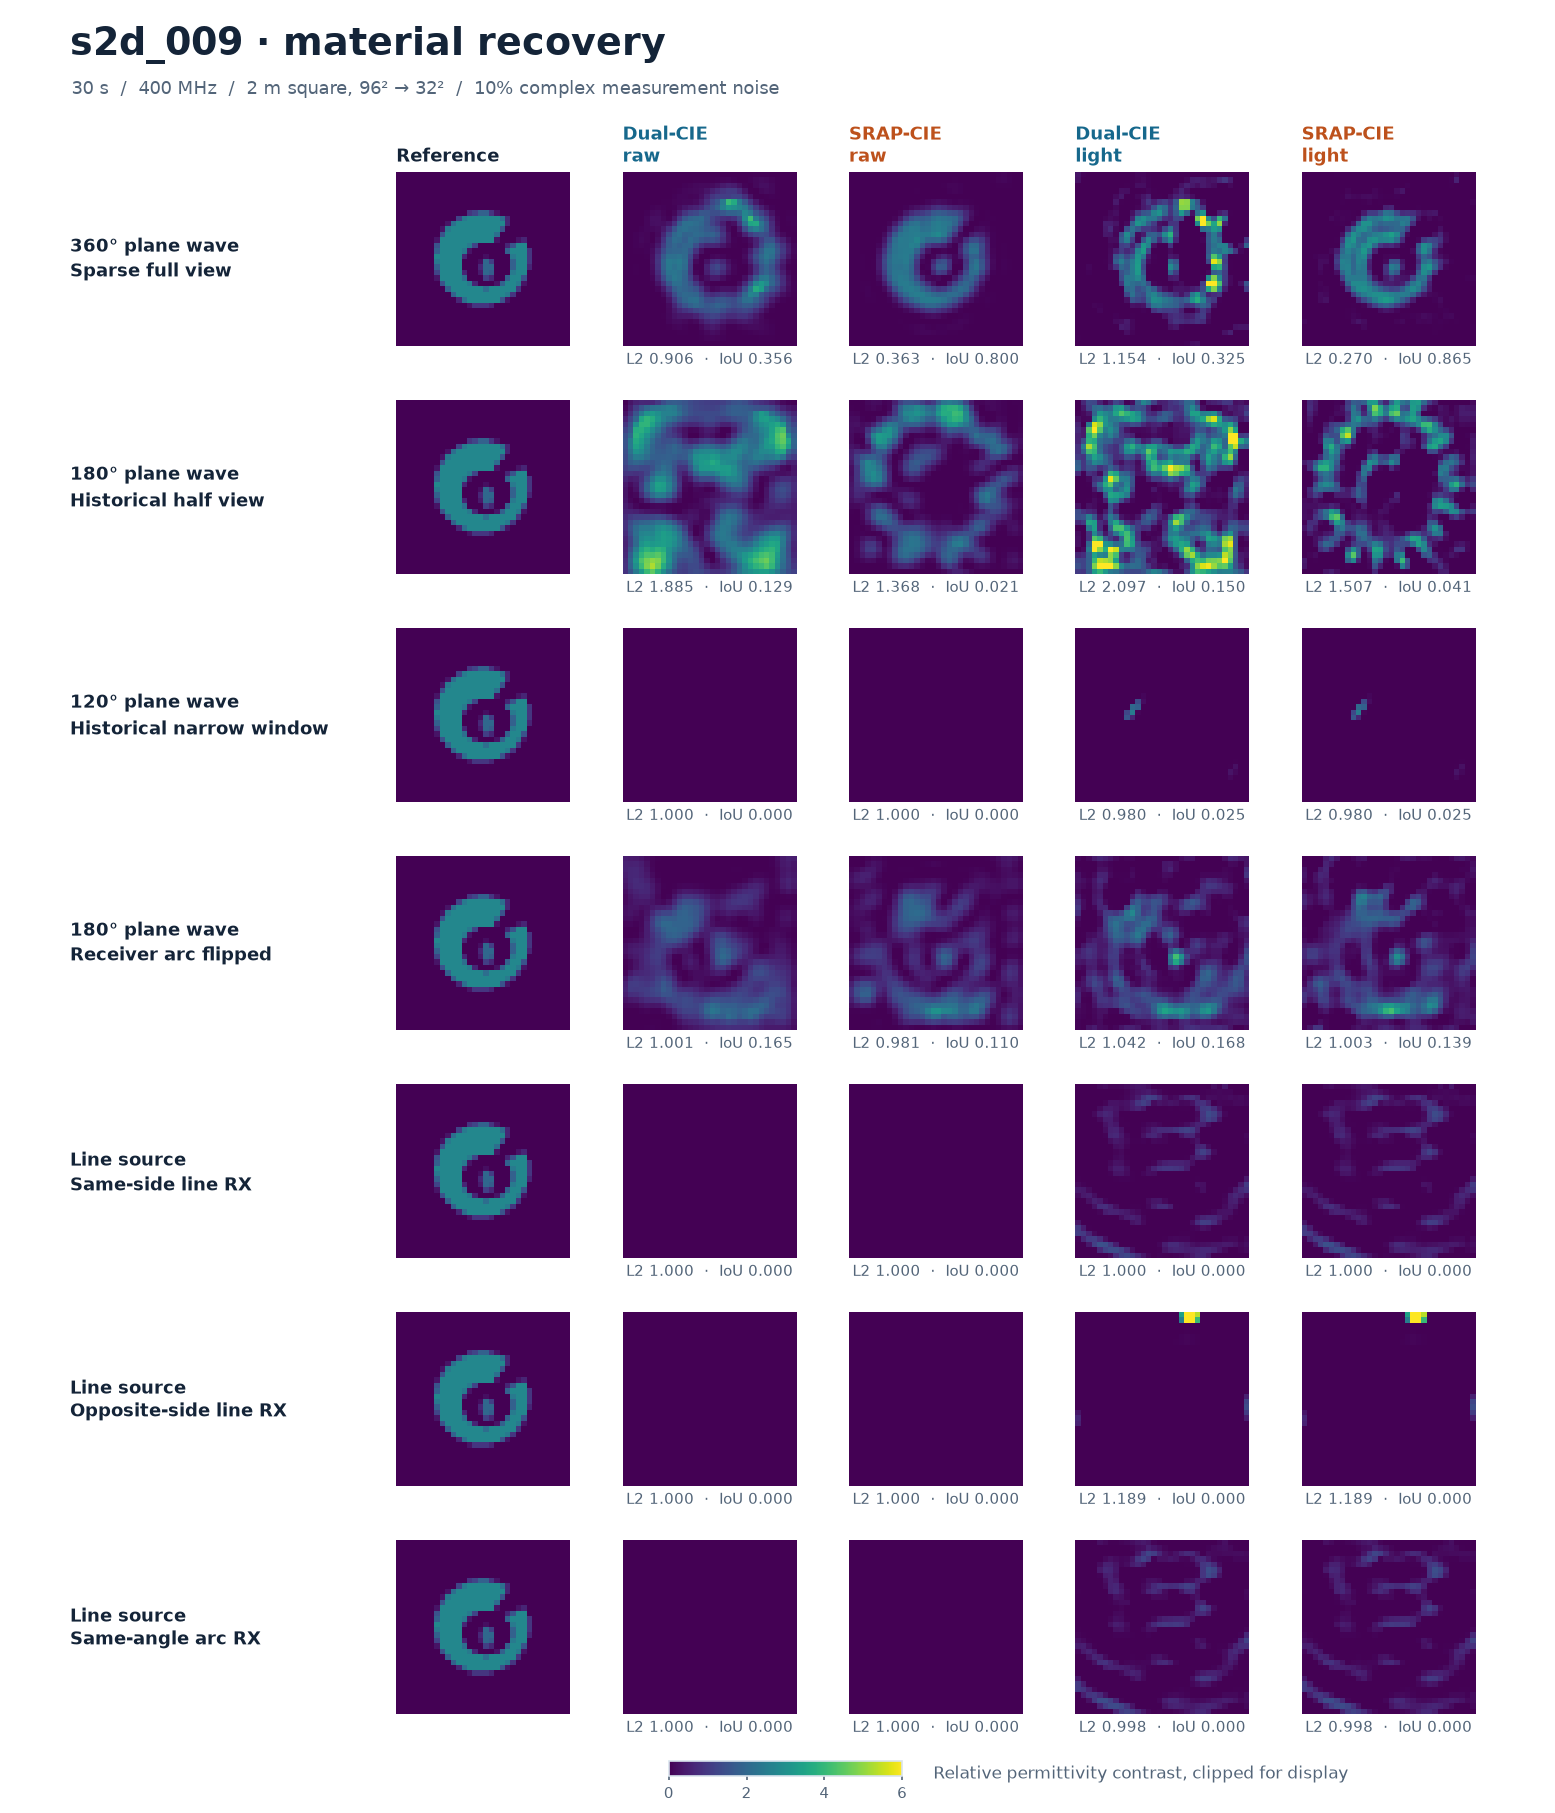 s2d_009 · material recovery
30 s / 400 MHz / 2 m square, 96² → 32² / 10% complex measurement noise
Reference
Dual-CIE
raw
SRAP-CIE
raw
Dual-CIE
light
SRAP-CIE
light
360° plane wave
Sparse full view
L2 0.906 · IoU 0.356
L2 0.363 · IoU 0.800
L2 1.154 · IoU 0.325
L2 0.270 · IoU 0.865
180° plane wave
Historical half view
L2 1.885 · IoU 0.129
L2 1.368 · IoU 0.021
L2 2.097 · IoU 0.150
L2 1.507 · IoU 0.041
120° plane wave
Historical narrow window
L2 1.000 · IoU 0.000
L2 1.000 · IoU 0.000
L2 0.980 · IoU 0.025
L2 0.980 · IoU 0.025
180° plane wave
Receiver arc flipped
L2 1.001 · IoU 0.165
L2 0.981 · IoU 0.110
L2 1.042 · IoU 0.168
L2 1.003 · IoU 0.139
Line source
Same-side line RX
L2 1.000 · IoU 0.000
L2 1.000 · IoU 0.000
L2 1.000 · IoU 0.000
L2 1.000 · IoU 0.000
Line source
Opposite-side line RX
L2 1.000 · IoU 0.000
L2 1.000 · IoU 0.000
L2 1.189 · IoU 0.000
L2 1.189 · IoU 0.000
Line source
Same-angle arc RX
L2 1.000 · IoU 0.000
L2 1.000 · IoU 0.000
L2 0.998 · IoU 0.000
L2 0.998 · IoU 0.000
0 2 4 6
Relative permittivity contrast, clipped for display